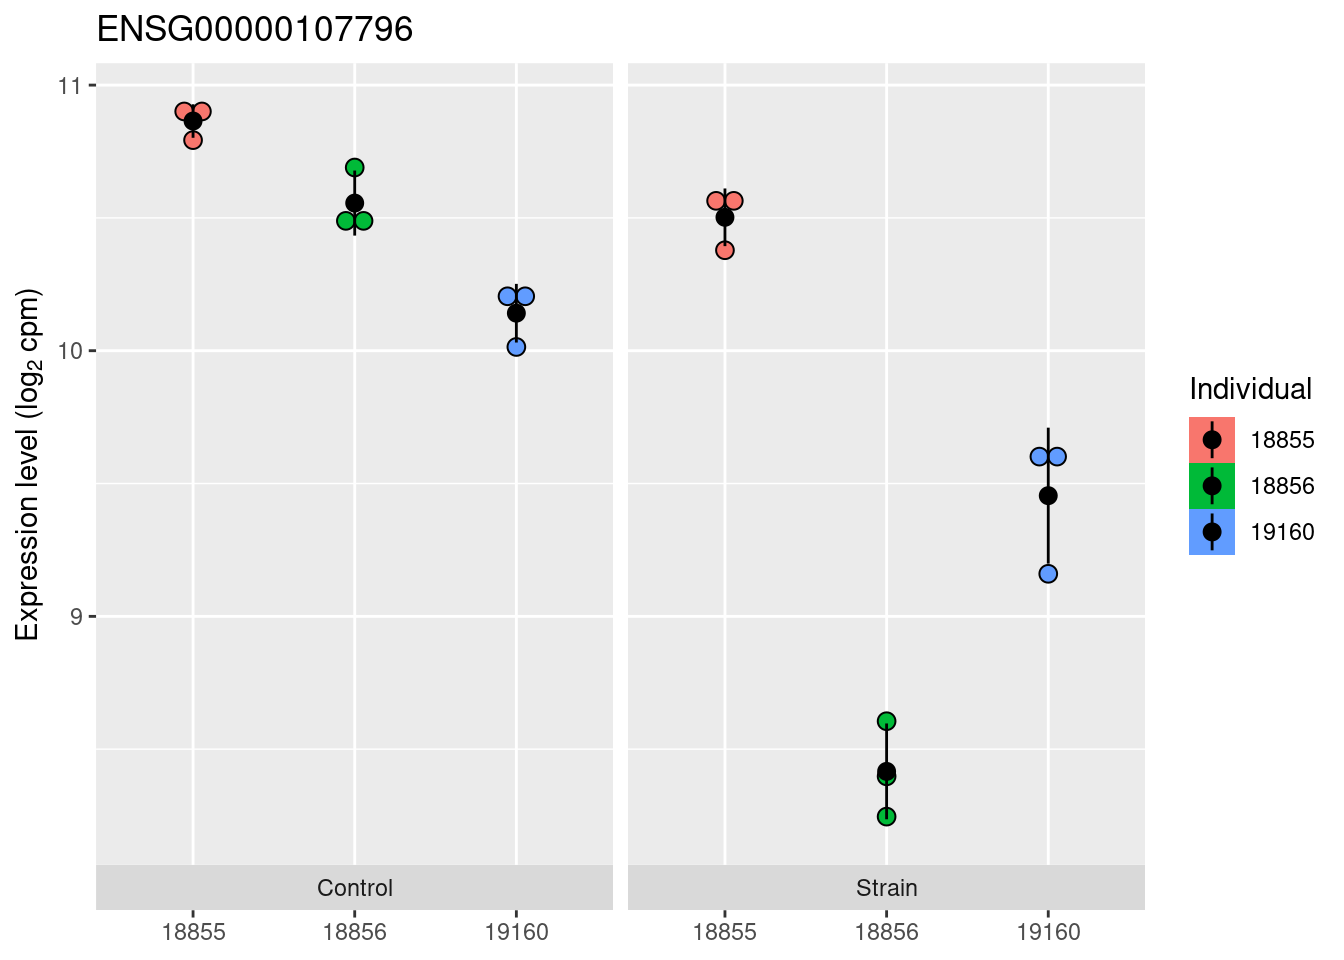 ENSG00000107796
Expression level (log₂ cpm)
11
10
9
Control
Strain
18855
18856
19160
18855
18856
19160
Individual
18855
18856
19160